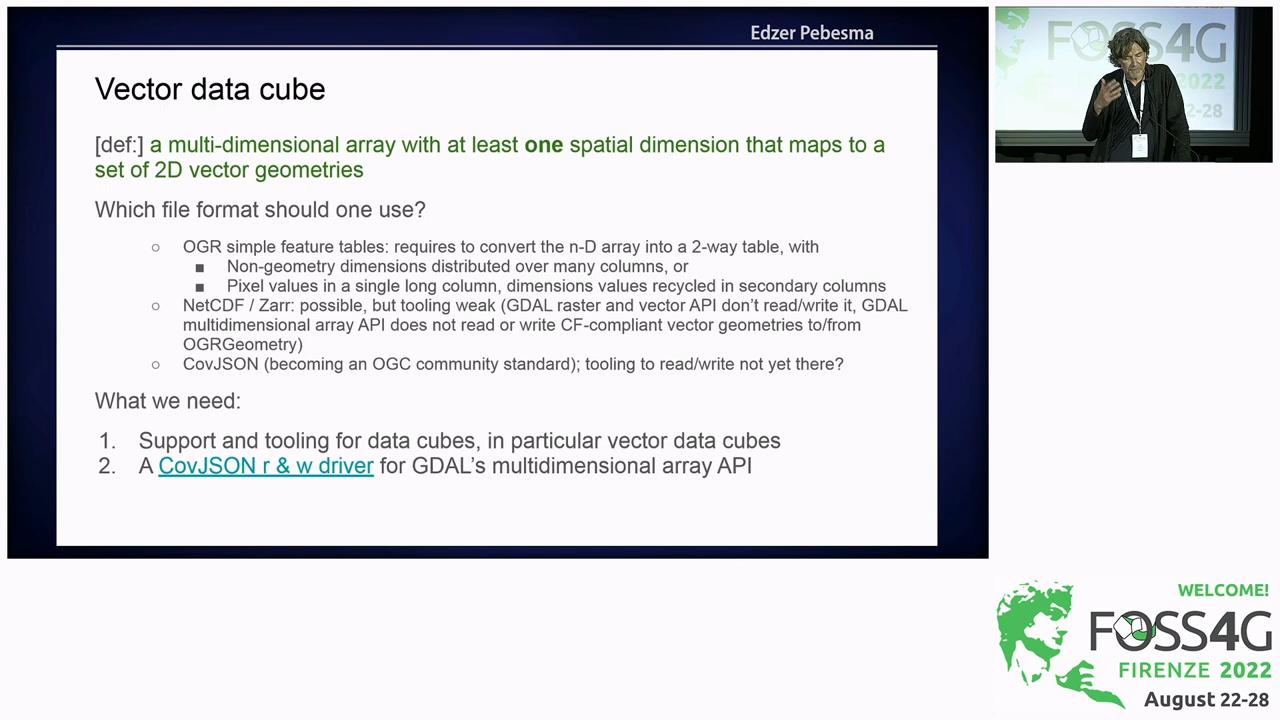 Edzer Pebesma
Vector data cube
[def:] a multi-dimensional array with at least one spatial dimension that maps to a
set of 2D vector geometries
Which file format should one use?
○ OGR simple feature tables: requires to convert the n-D array into a 2-way table, with
■ Non-geometry dimensions distributed over many columns, or
■ Pixel values in a single long column, dimensions values recycled in secondary columns
○ NetCDF / Zarr: possible, but tooling weak (GDAL raster and vector API don't read/write it, GDAL
multidimensional array API does not read or write CF-compliant vector geometries to/from
OGRGeometry)
○ CovJSON (becoming an OGC community standard); tooling to read/write not yet there?
What we need:
1. Support and tooling for data cubes, in particular vector data cubes
2. A CovJSON r & w driver for GDAL's multidimensional array API
FOSS4G
2022
2-28
WELCOME!
FOSS4G
FIRENZE 2022
August 22-28